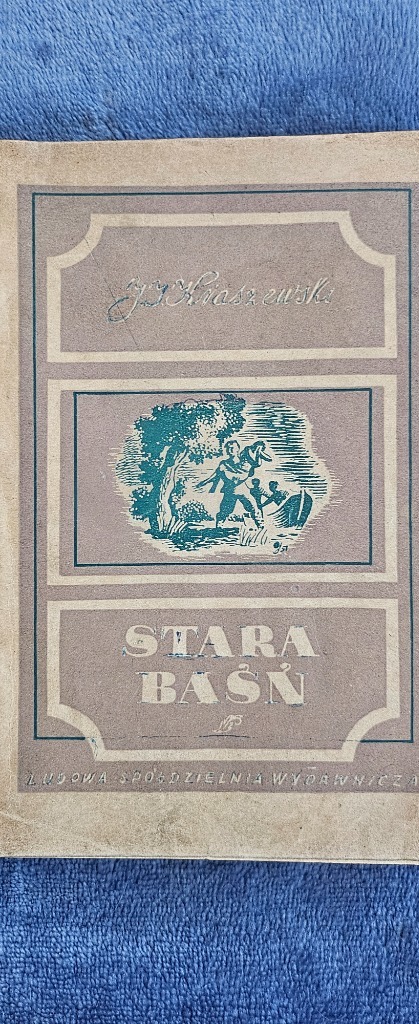 J. I. Kraszewski
STARA
BAŚŃ
LUDOWA SPÓŁDZIELNIA WYDAWNICZA